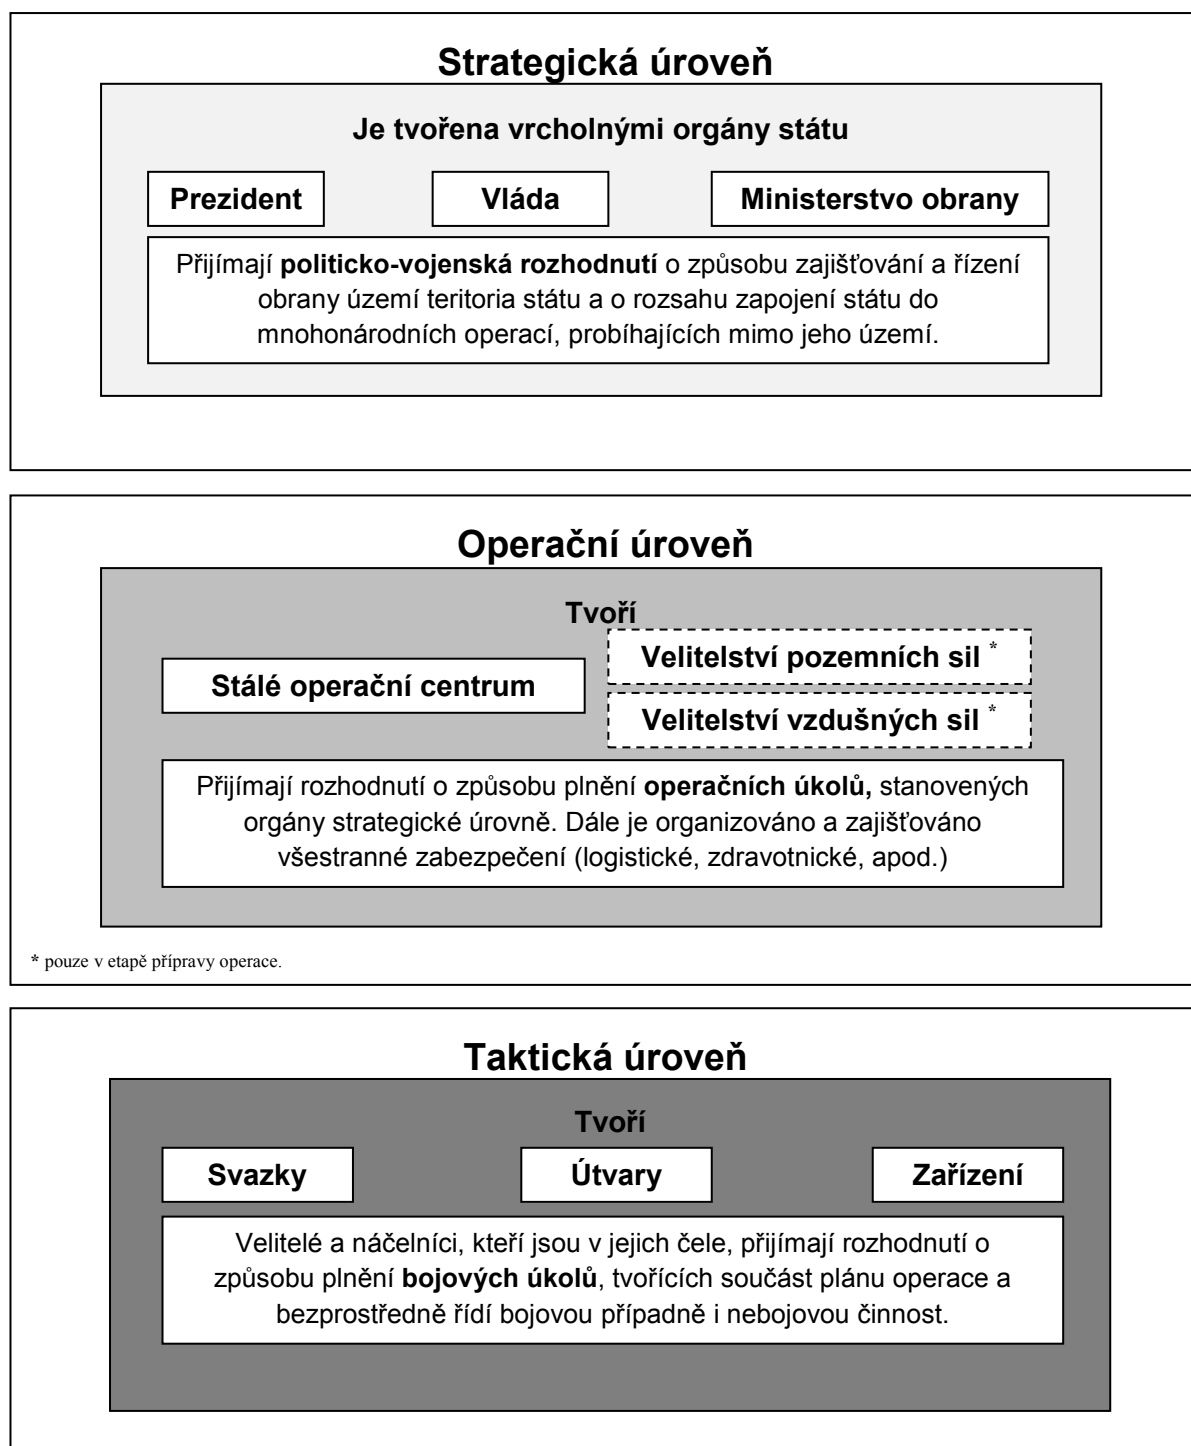 Strategická úroveň
Je tvořena vrcholnými orgány státu
Prezident
Vláda
Ministerstvo obrany
Přijímají politicko-vojenská rozhodnutí o způsobu zajišťování a řízení
obrany území teritoria státu a o rozsahu zapojení státu do
mnohonárodních operací, probíhajících mimo jeho území.
Operační úroveň
Tvoří
Stálé operační centrum
Velitelství pozemních sil *
Velitelství vzdušných sil *
Přijímají rozhodnutí o způsobu plnění operačních úkolů, stanovených
orgány strategické úrovně. Dále je organizováno a zajišťováno
všestranné zabezpečení (logistické, zdravotnické, apod.)
* pouze v etapě přípravy operace.
Taktická úroveň
Tvoří
Svazky
Útvary
Zařízení
Velitelé a náčelníci, kteří jsou v jejich čele, přijímají rozhodnutí o
způsobu plnění bojových úkolů, tvořících součást plánu operace a
bezprostředně řídí bojovou případně i nebojovou činnost.